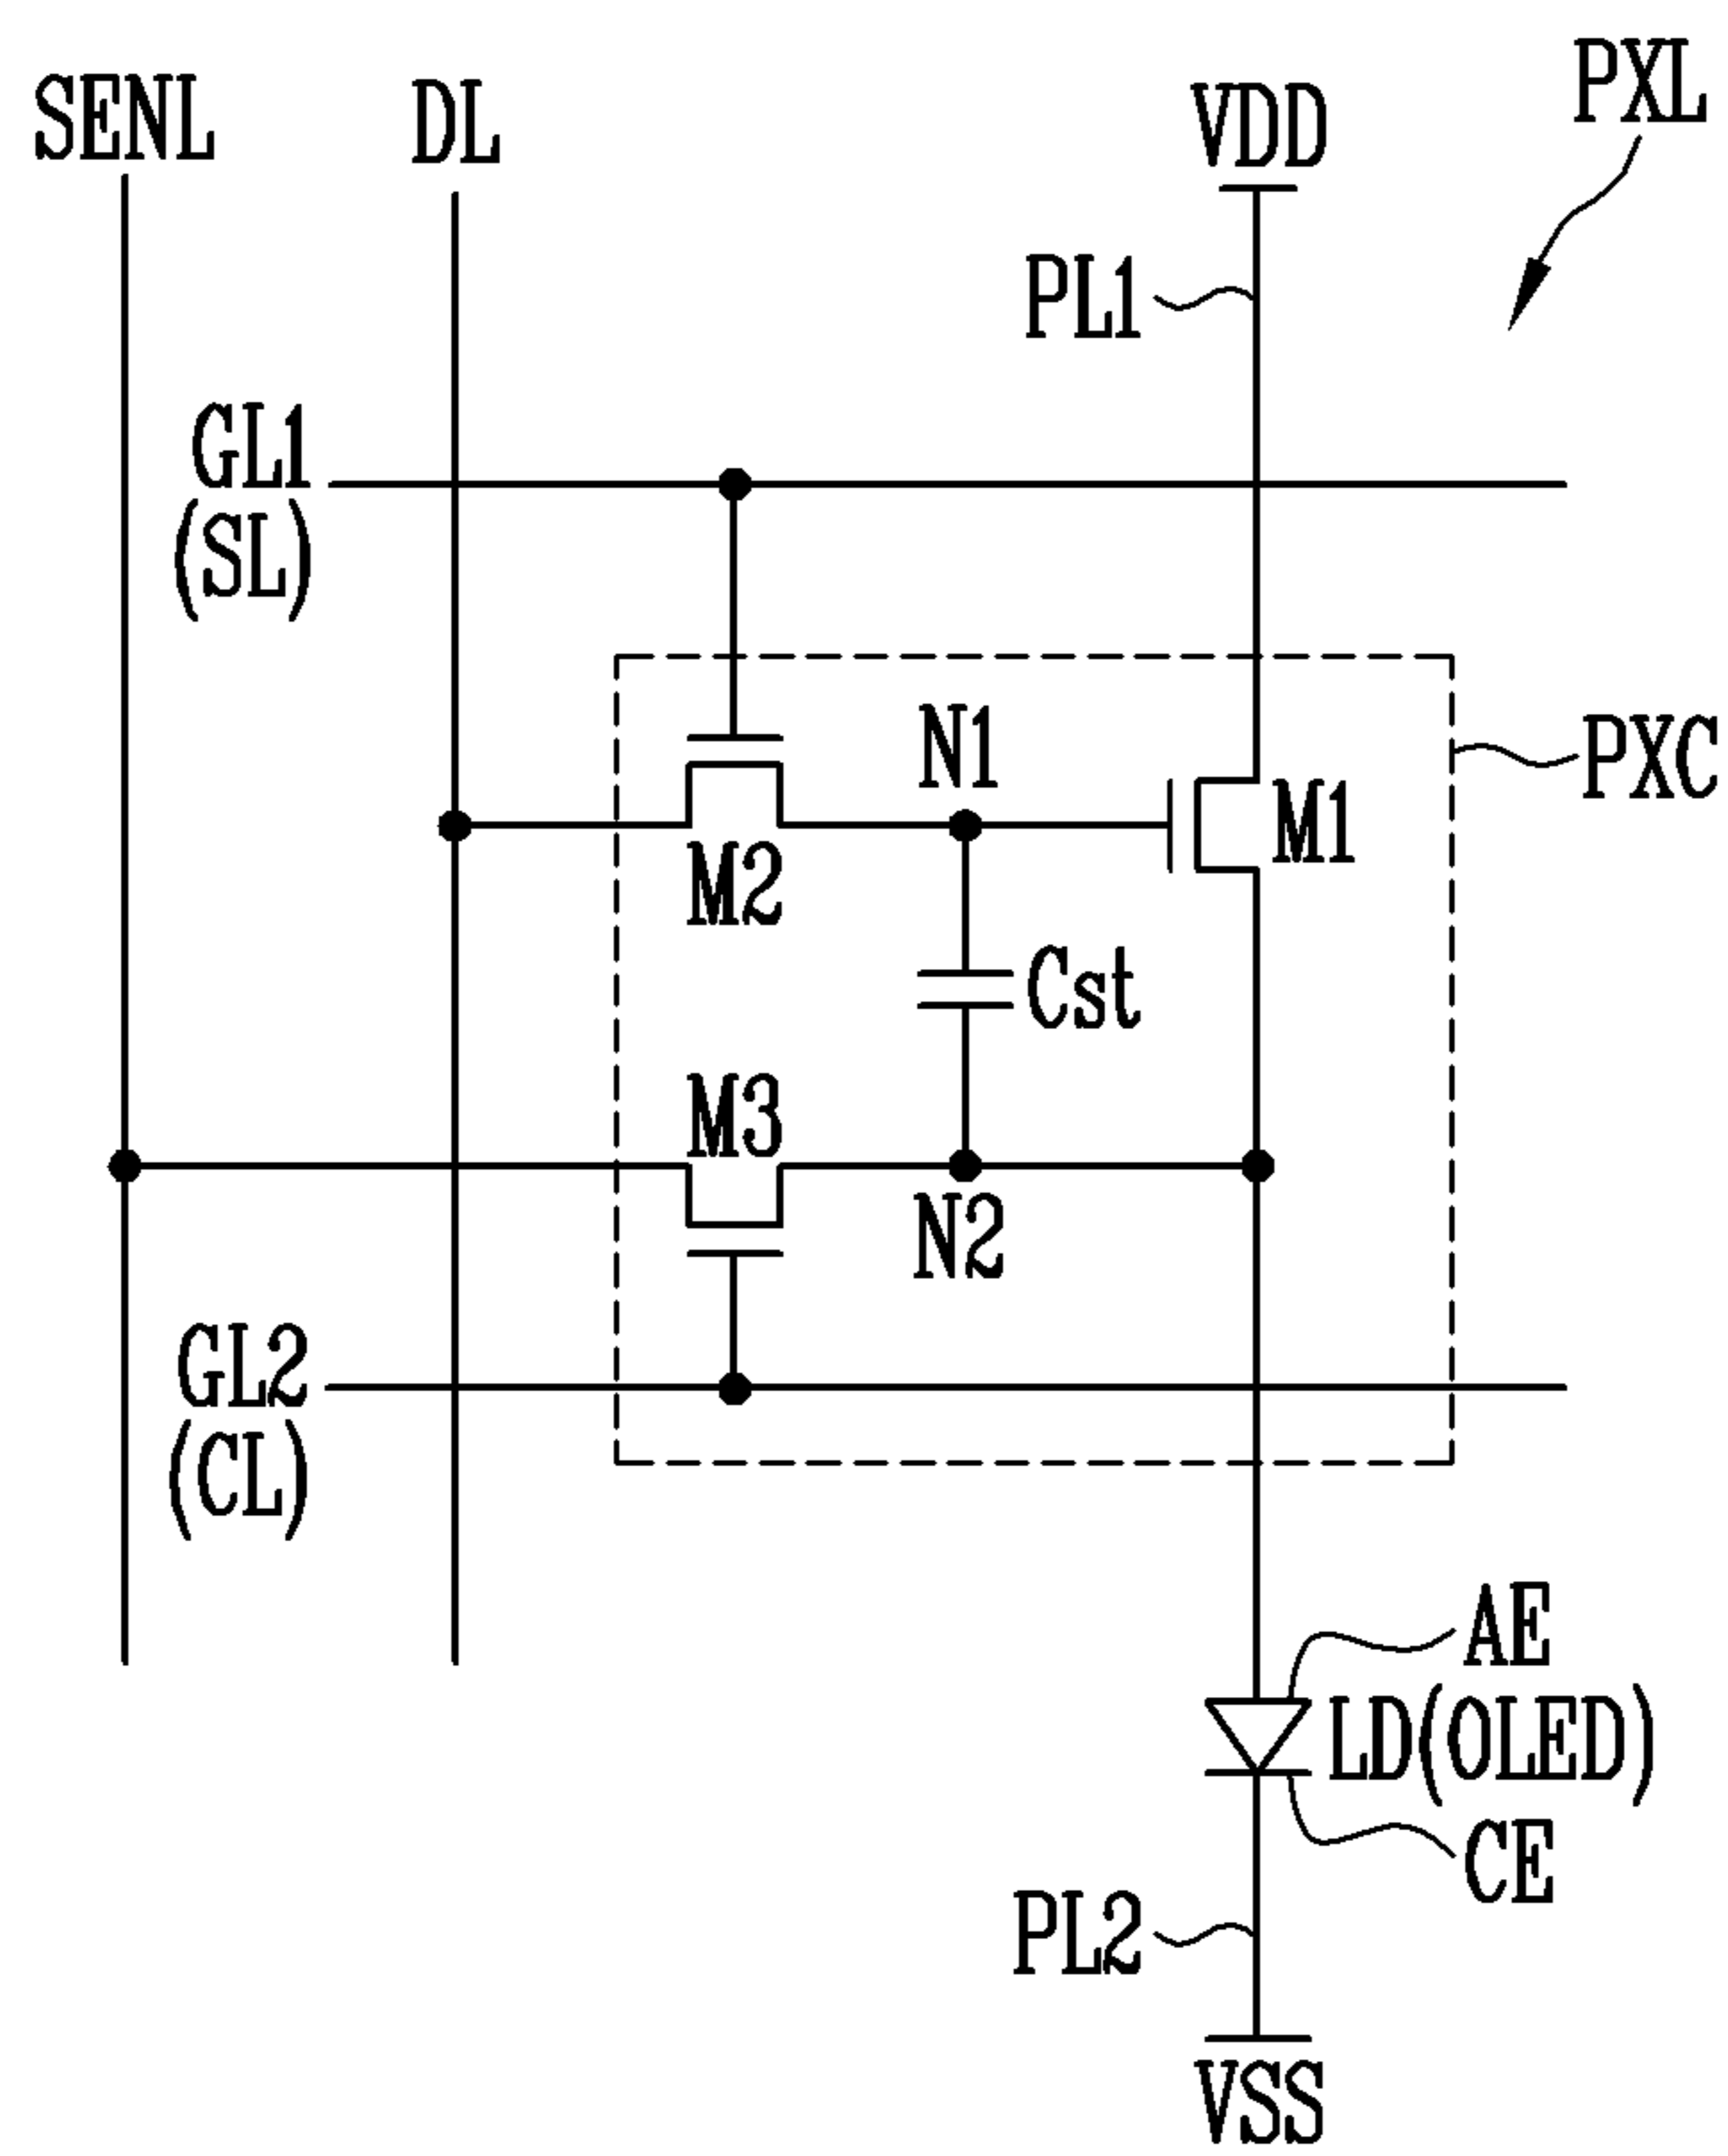 SENL
DL
VDD
PXL
PL1
GL1
(SL)
N1
PXC
M1
M2
Cst
M3
N2
GL2
(CL)
AE
LD(OLED)
CE
PL2
VSS